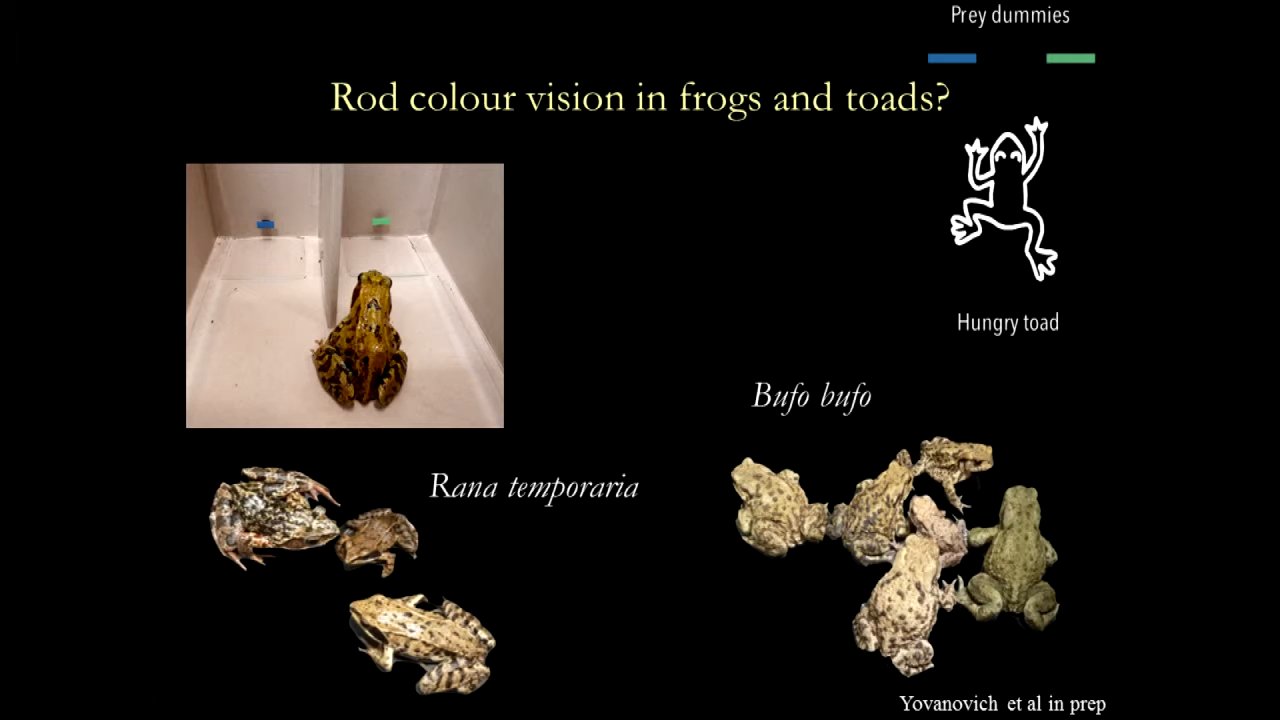 Prey dummies
Rod colour vision in frogs and toads?
Hungry toad
Bufo bufo
Rana temporaria
Yovanovich et al in prep